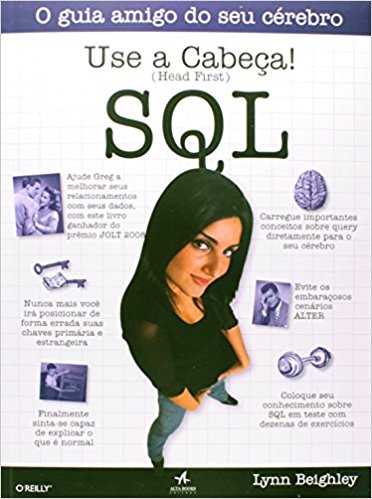 O guia amigo do seu cérebro
Use a Cabeça!
(Head First)
SQL
Ajude Greg a
melhorar seus
relacionamentos
com seus dados,
com este livro
ganhador do
prêmio JOLT 2008
Carregue importantes
conceitos sobre query
diretamente para o
seu cérebro
Nunca mais você
irá posicionar de
forma errada suas
chaves primária e
estrangeira
Evite os
embaraçosos
cenários
ALTER
Finalmente
sinta-se capaz
de explicar o
que é normal
Coloque seu
conhecimento sobre
SQL em teste com
dezenas de exercícios
O'REILLY
ALTA BOOKS
EDITORA
Lynn Beighley